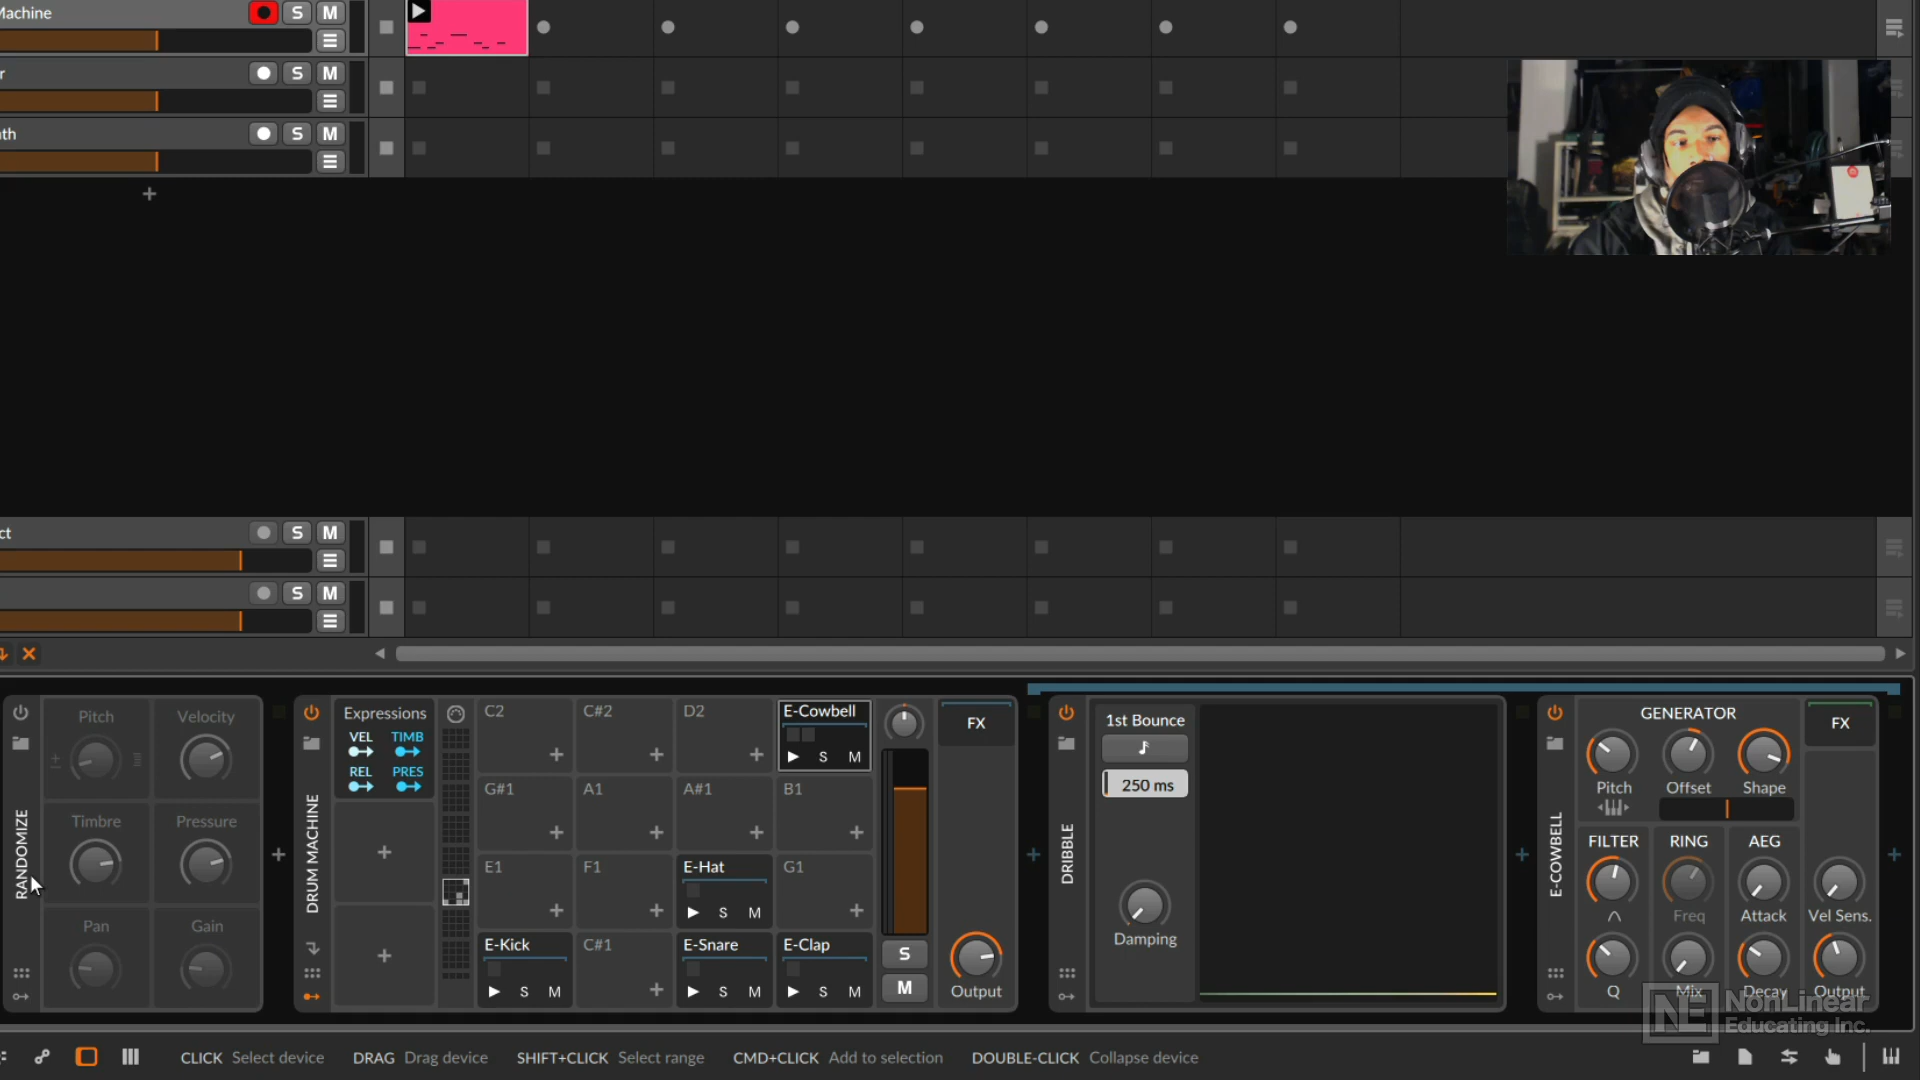 Machine S M
r S M
th S M
ct S M
S M
RANDOMIZE
Pitch Velocity
Timbre Pressure
Pan Gain
DRUM MACHINE
Expressions
VEL TIMB
REL PRES
C2 C#2 D2 E-Cowbell
S M
G#1 A1 A#1 B1
E1 F1 E-Hat G1
S M
E-Kick C#1 E-Snare E-Clap
S M S M S M
FX
S
M
Output
DRIBBLE
1st Bounce
250 ms
Damping
E-COWBELL
GENERATOR
Pitch Offset Shape
FILTER RING AEG
Freq Attack Vel Sens.
Q Mix Decay Output
FX
NE NonLinear
Educating Inc.
CLICK Select device DRAG Drag device SHIFT+CLICK Select range CMD+CLICK Add to selection DOUBLE-CLICK Collapse device